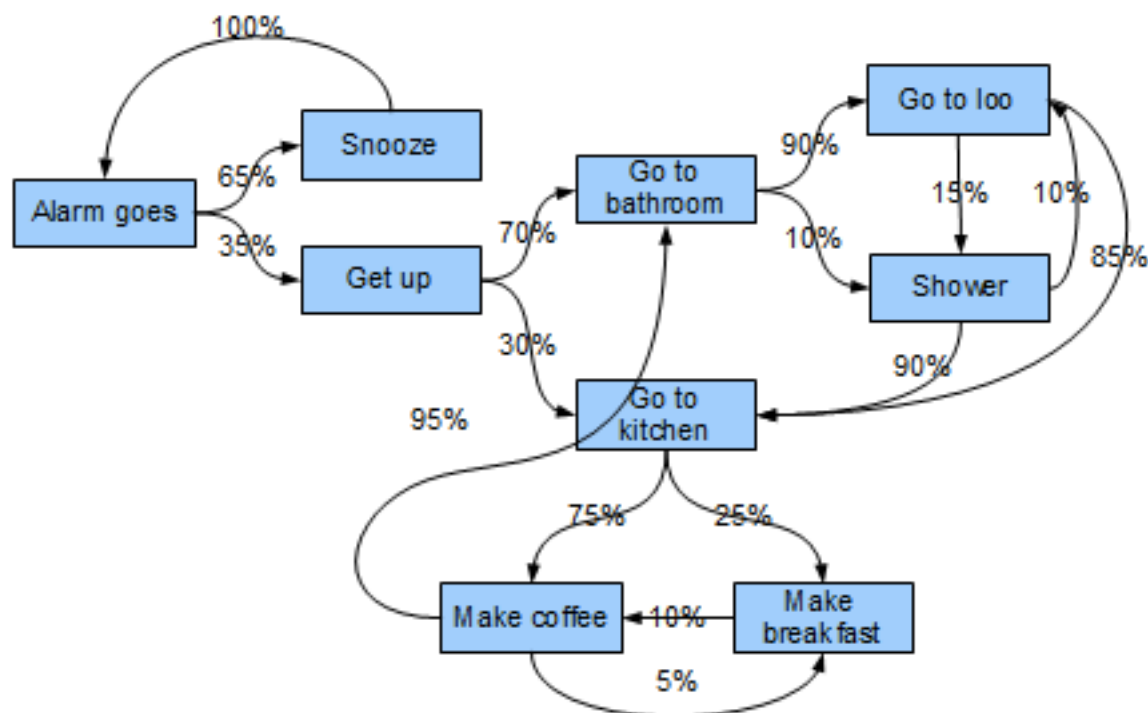 100%
Go to loo
Snooze
90%
65%
Go to
bathroom
15%
10%
Alarm goes
35%
70%
10%
85%
Get up
Shower
30%
90%
95%
Go to
kitchen
75%
25%
Make coffee
10%
Make
breakfast
5%